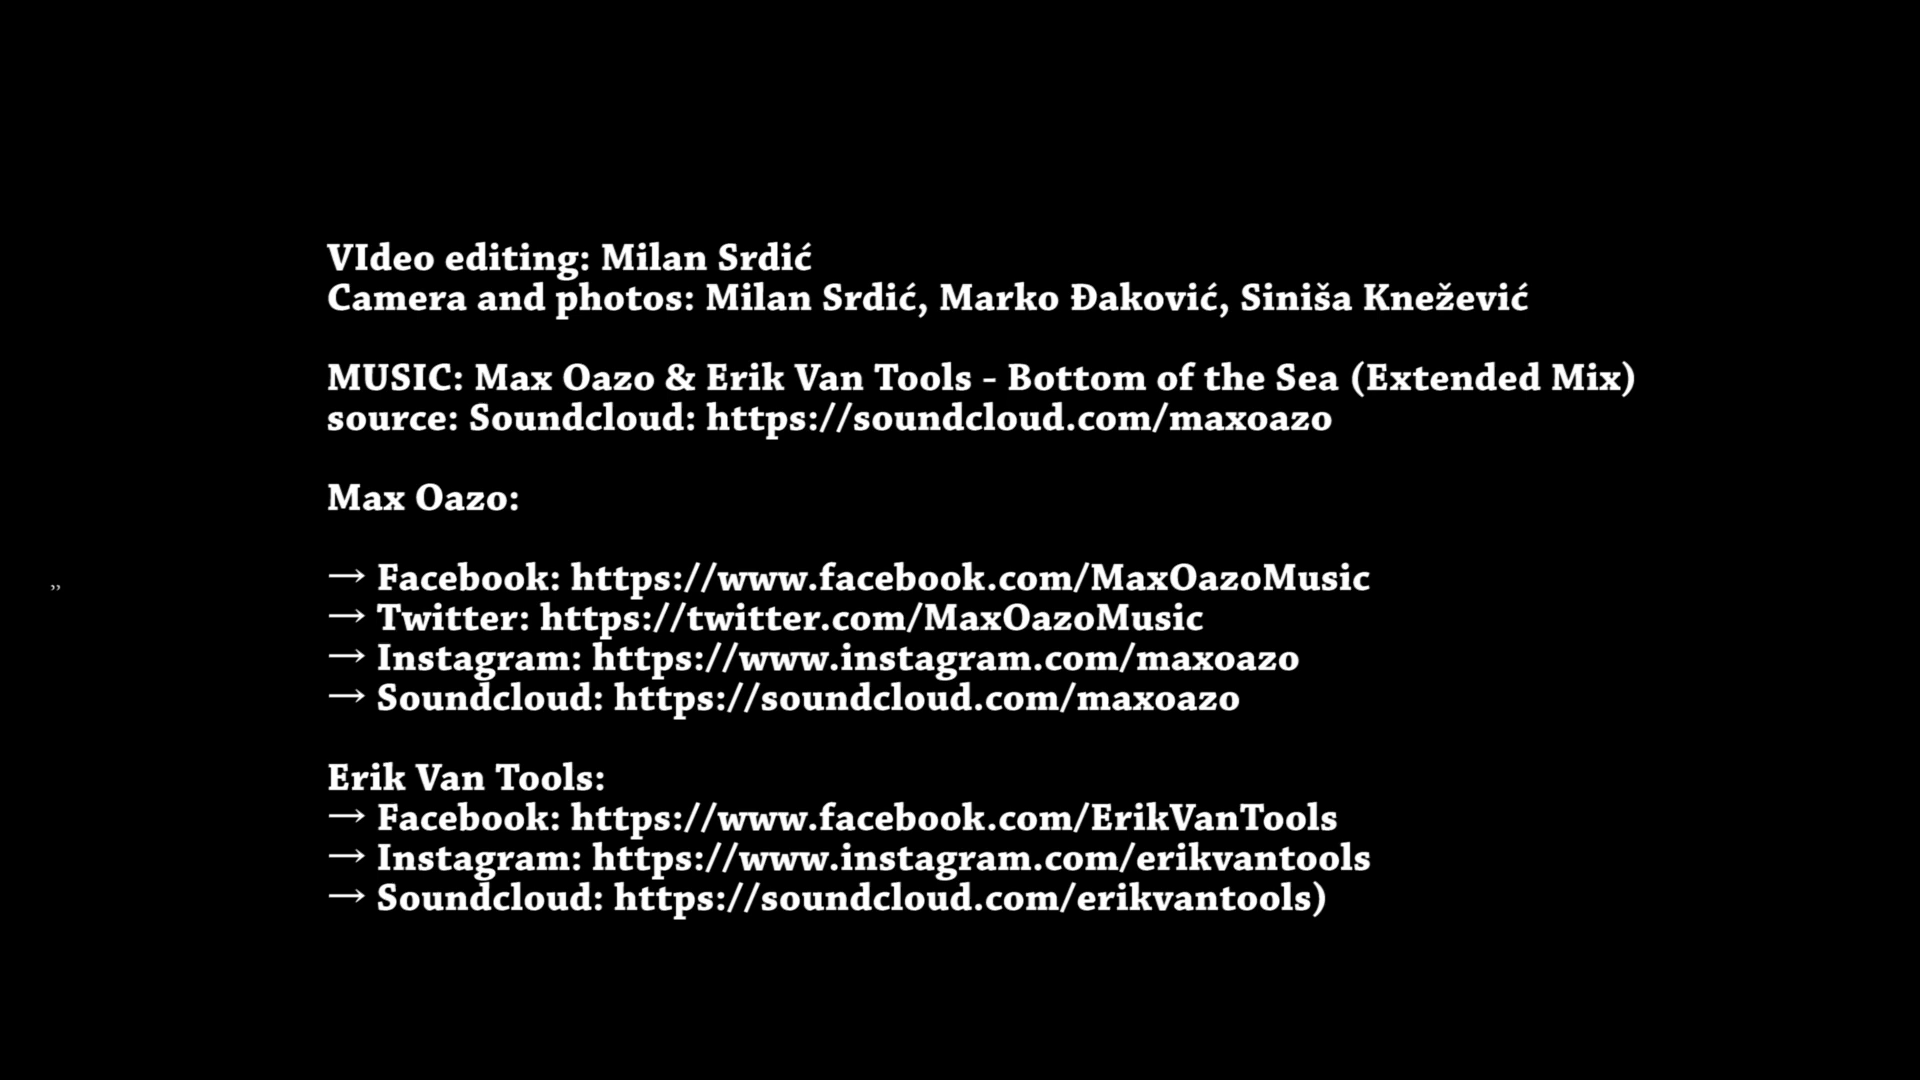 VIdeo editing: Milan Srdić
Camera and photos: Milan Srdić, Marko Đaković, Siniša Knežević
MUSIC: Max Oazo & Erik Van Tools - Bottom of the Sea (Extended Mix)
source: Soundcloud: https://soundcloud.com/maxoazo
Max Oazo:
„
→ Facebook: https://www.facebook.com/MaxOazoMusic
→ Twitter: https://twitter.com/MaxOazoMusic
→ Instagram: https://www.instagram.com/maxoazo
→ Soundcloud: https://soundcloud.com/maxoazo
Erik Van Tools:
→ Facebook: https://www.facebook.com/ErikVanTools
→ Instagram: https://www.instagram.com/erikvantools
→ Soundcloud: https://soundcloud.com/erikvantools)